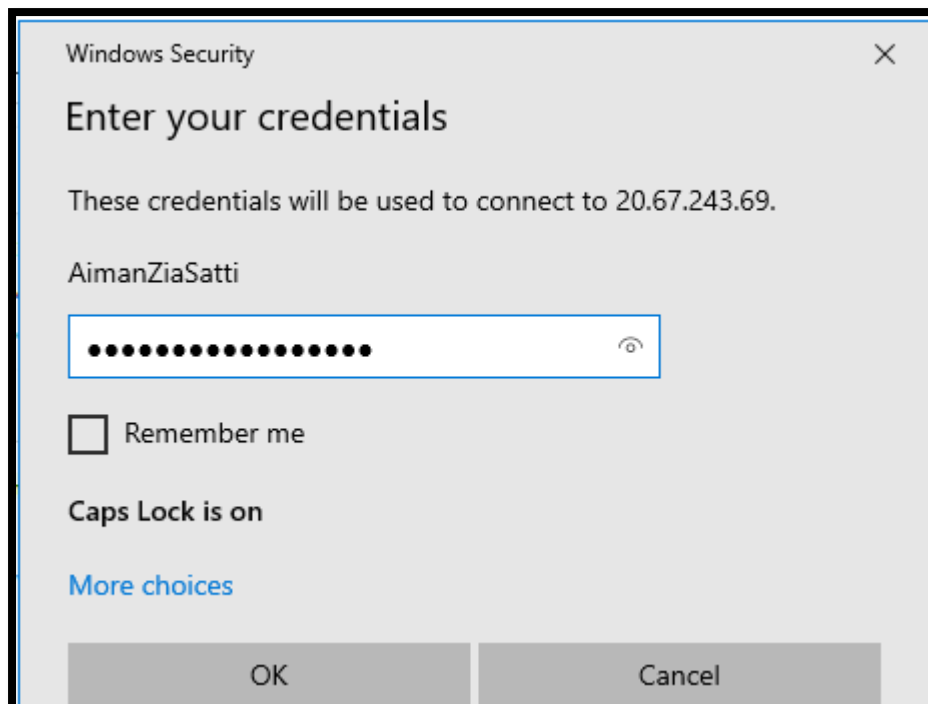 Windows Security
Enter your credentials
These credentials will be used to connect to 20.67.243.69.
AimanZiaSatti
•••••••••••••••••
Remember me
Caps Lock is on
More choices
OK
Cancel